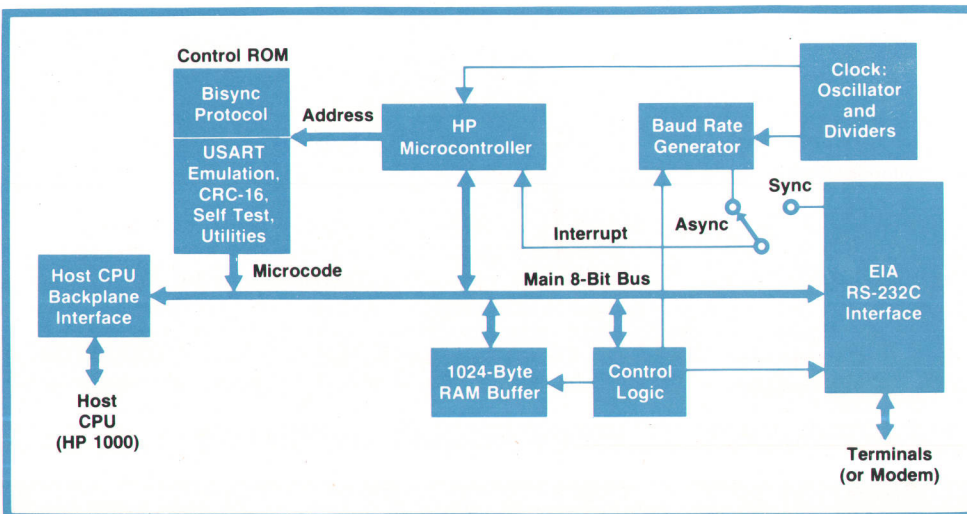 Control ROM
Bisync
Protocol
USART
Emulation,
CRC-16,
Self Test,
Utilities
Address
HP
Microcontroller
Baud Rate
Generator
Clock:
Oscillator
and
Dividers
Sync
Async
Interrupt
Microcode
Main 8-Bit Bus
Host CPU
Backplane
Interface
EIA
RS-232C
Interface
1024-Byte
RAM Buffer
Control
Logic
Host
CPU
(HP 1000)
Terminals
(or Modem)